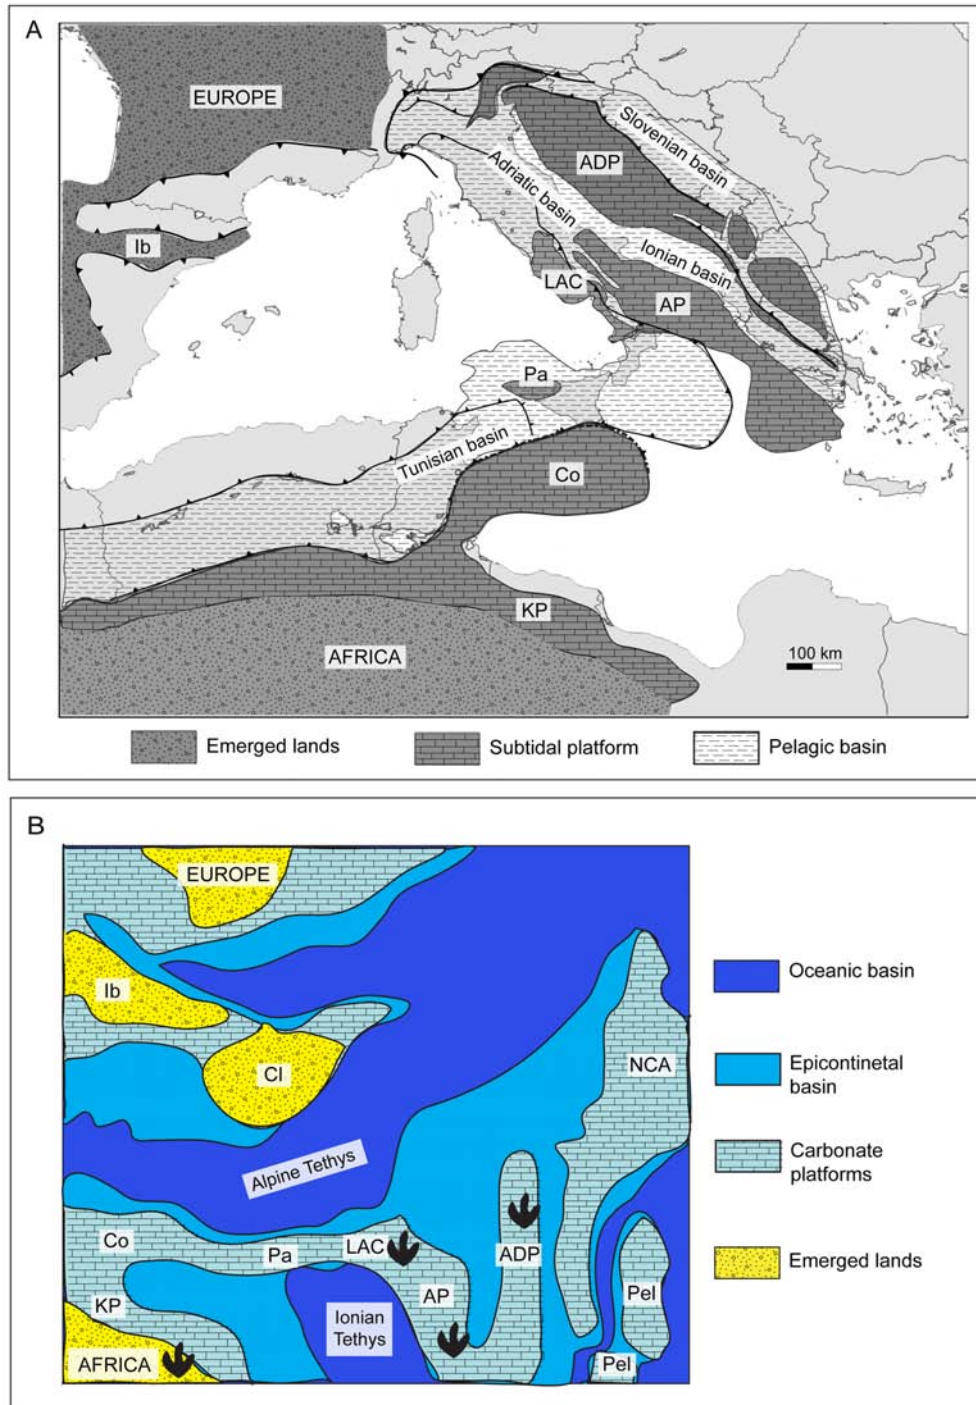 A
EUROPE
Slovenian basin
ADP
Adriatic basin
Ib
Ionian basin
LAC
AP
Pa
Tunisian basin
Co
KP
AFRICA
100 km
Emerged lands
Subtidal platform
Pelagic basin
B
EUROPE
Oceanic basin
Ib
CI
NCA
Epicontinetal
basin
Alpine Tethys
Carbonate
platforms
Co
Pa
LAC
ADP
KP
AP
Ionian
Tethys
Pel
Emerged lands
AFRICA
Pel